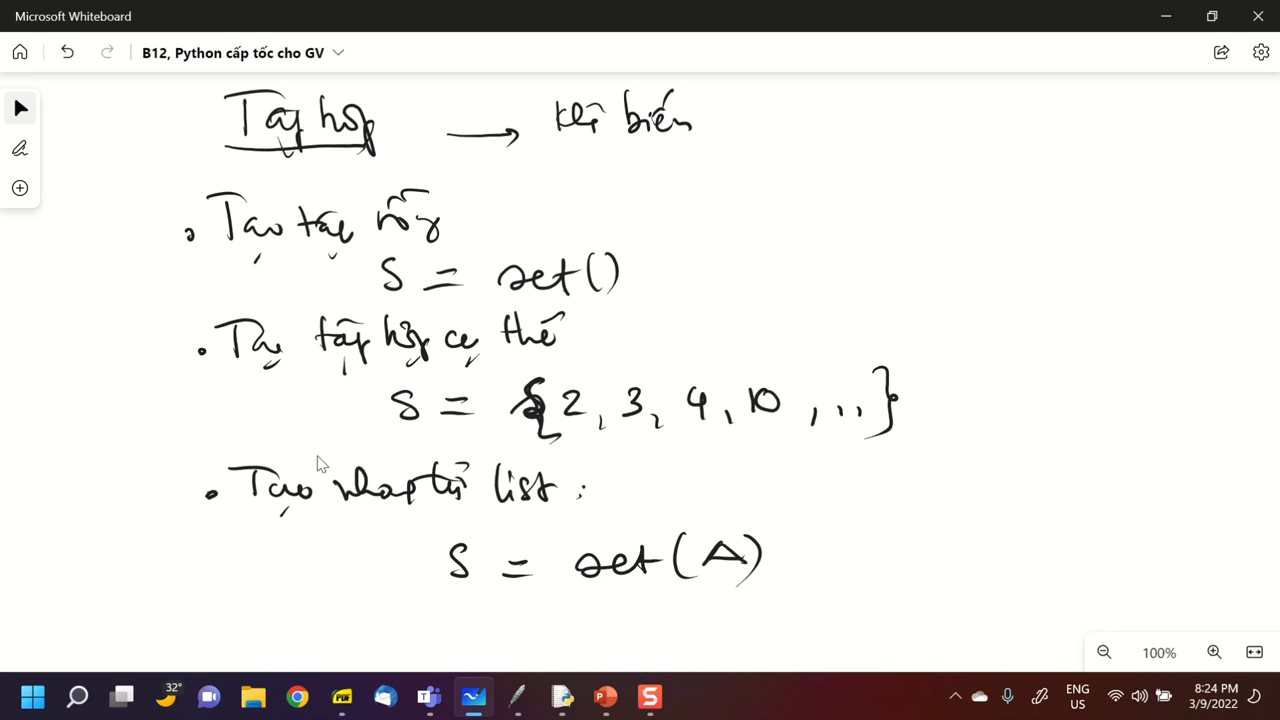 Microsoft Whiteboard
B12, Python cấp tốc cho GV
Tập hợp → khả biến
. Tạo tập rỗng
S = set()
. Tạo tập hợp cụ thể
S = {2, 3, 4, 10, ..}
. Tạo nhanh từ list :
S = set(A)
100%
32°
ENG
US
8:24 PM
3/9/2022